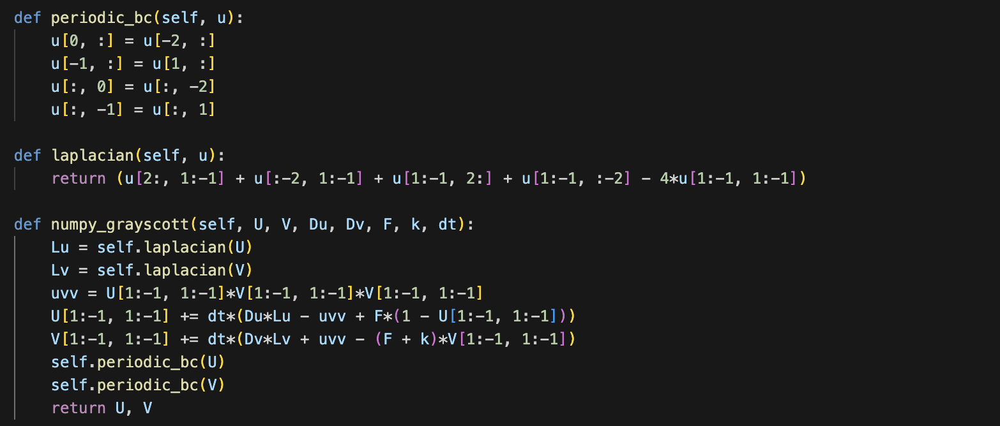 def periodic_bc(self, u):
    u[0, :] = u[-2, :]
    u[-1, :] = u[1, :]
    u[:, 0] = u[:, -2]
    u[:, -1] = u[:, 1]

def laplacian(self, u):
    return (u[2:, 1:-1] + u[:-2, 1:-1] + u[1:-1, 2:] + u[1:-1, :-2] - 4*u[1:-1, 1:-1])

def numpy_grayscott(self, U, V, Du, Dv, F, k, dt):
    Lu = self.laplacian(U)
    Lv = self.laplacian(V)
    uvv = U[1:-1, 1:-1]*V[1:-1, 1:-1]*V[1:-1, 1:-1]
    U[1:-1, 1:-1] += dt*(Du*Lu - uvv + F*(1 - U[1:-1, 1:-1]))
    V[1:-1, 1:-1] += dt*(Dv*Lv + uvv - (F + k)*V[1:-1, 1:-1])
    self.periodic_bc(U)
    self.periodic_bc(V)
    return U, V